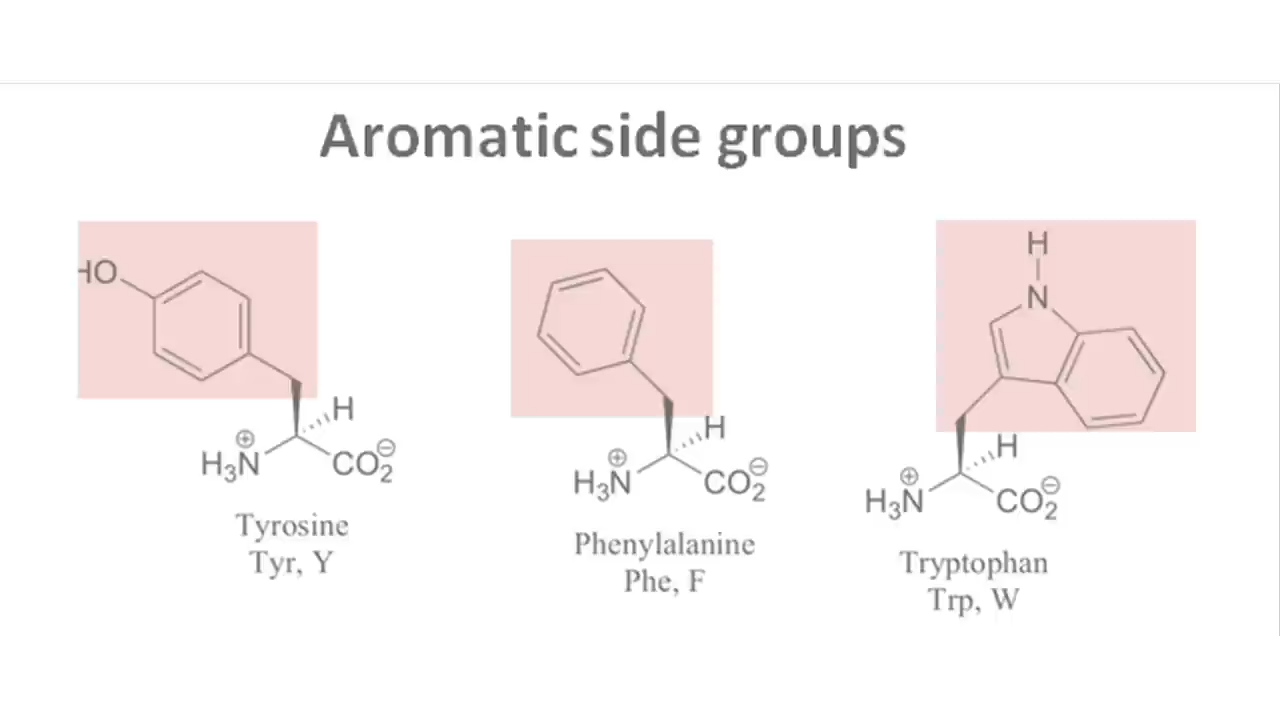 Aromatic side groups
HO
H
H₃N⊕
CO₂⊖
Tyrosine
Tyr, Y
H
H₃N⊕
CO₂⊖
Phenylalanine
Phe, F
H
N
H
H₃N⊕
CO₂⊖
Tryptophan
Trp, W